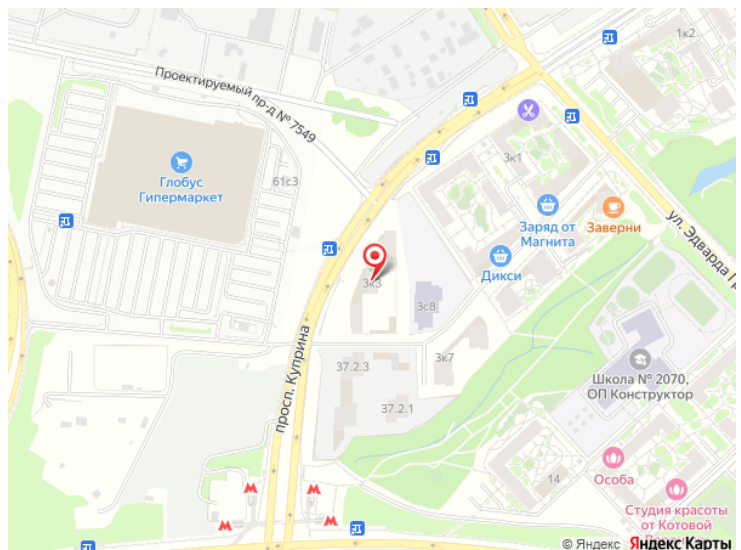 1к2
Проектируемый пр-д № 7549
3к1
Глобус
Гипермаркет
61с3
Заряд от
Магнита
Заверни
ул. Эдварда Гр
Дикси
3к3
3с8
просп. Куприна
37.2.3
3к7
Школа № 2070,
ОП Конструктор
37.2.1
14
Особа
Студия красоты
от Котовой
© Яндекс Яндекс Карты